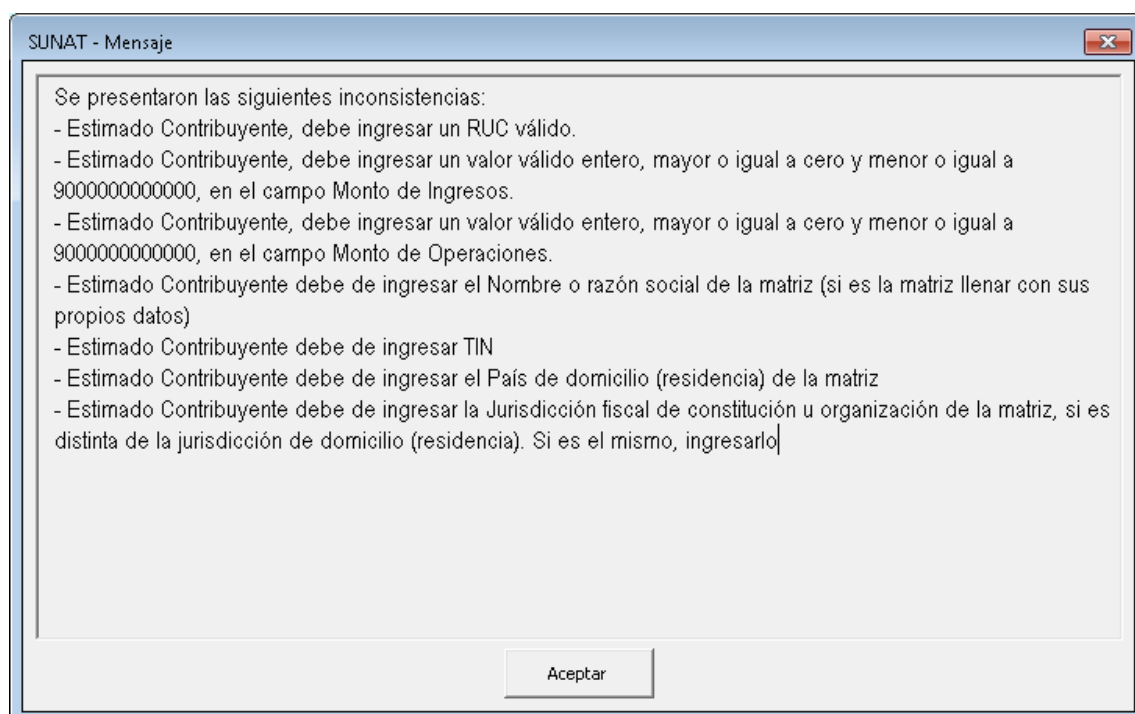 SUNAT - Mensaje
Se presentaron las siguientes inconsistencias:
- Estimado Contribuyente, debe ingresar un RUC válido.
- Estimado Contribuyente, debe ingresar un valor válido entero, mayor o igual a cero y menor o igual a
9000000000000, en el campo Monto de Ingresos.
- Estimado Contribuyente, debe ingresar un valor válido entero, mayor o igual a cero y menor o igual a
9000000000000, en el campo Monto de Operaciones.
- Estimado Contribuyente debe de ingresar el Nombre o razón social de la matriz (si es la matriz llenar con sus
propios datos)
- Estimado Contribuyente debe de ingresar TIN
- Estimado Contribuyente debe de ingresar el País de domicilio (residencia) de la matriz
- Estimado Contribuyente debe de ingresar la Jurisdicción fiscal de constitución u organización de la matriz, si es
distinta de la jurisdicción de domicilio (residencia). Si es el mismo, ingresarlo
Aceptar